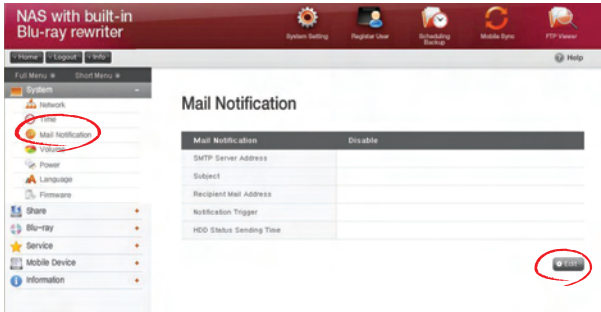 NAS with built-in
Blu-ray rewriter
System Setting
Register User
Scheduling
Backup
Mobile Sync
FTP Viewer
Home
Logout
Info
Help
Full Menu
Short Menu
System
Network
Time
Mail Notification
Volume
Power
Language
Firmware
Share
Blu-ray
Service
Mobile Device
Information
Mail Notification
Mail Notification Disable
SMTP Server Address
Subject
Recipient Mail Address
Notification Trigger
HDD Status Sending Time
Edit